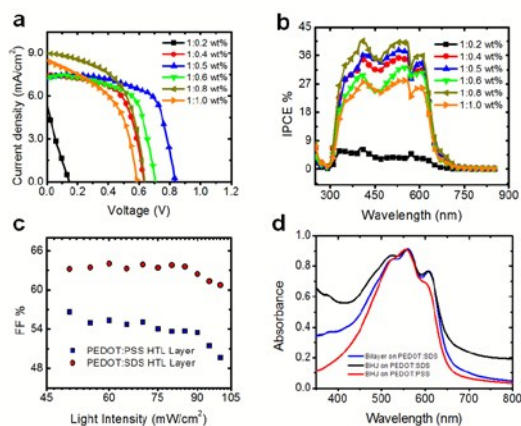 a
1:0.2 wt%
1:0.4 wt%
1:0.5 wt%
1:0.6 wt%
1:0.8 wt%
1:1.0 wt%
Current density (mA/cm²)
9.0
6.0
3.0
0.0
0.0 0.2 0.4 0.6 0.8 1.0 1.2
Voltage (V)
b
1:0.2 wt%
1:0.4 wt%
1:0.5 wt%
1:0.6 wt%
1:0.8 wt%
1:1.0 wt%
IPCE %
45
36
27
18
9
0
300 450 600 750 900
Wavelength (nm)
c
FF %
66
60
54
48
PEDOT:PSS HTL Layer
PEDOT:SDS HTL Layer
45 60 75 90 105
Light Intensity (mW/cm²)
d
Absorbance
1.0
0.8
0.6
0.4
0.2
0.0
Bilayer on PEDOT:SDS
BHJ on PEDOT:SDS
BHJ on PEDOT:PSS
400 500 600 700 800
Wavelength (nm)